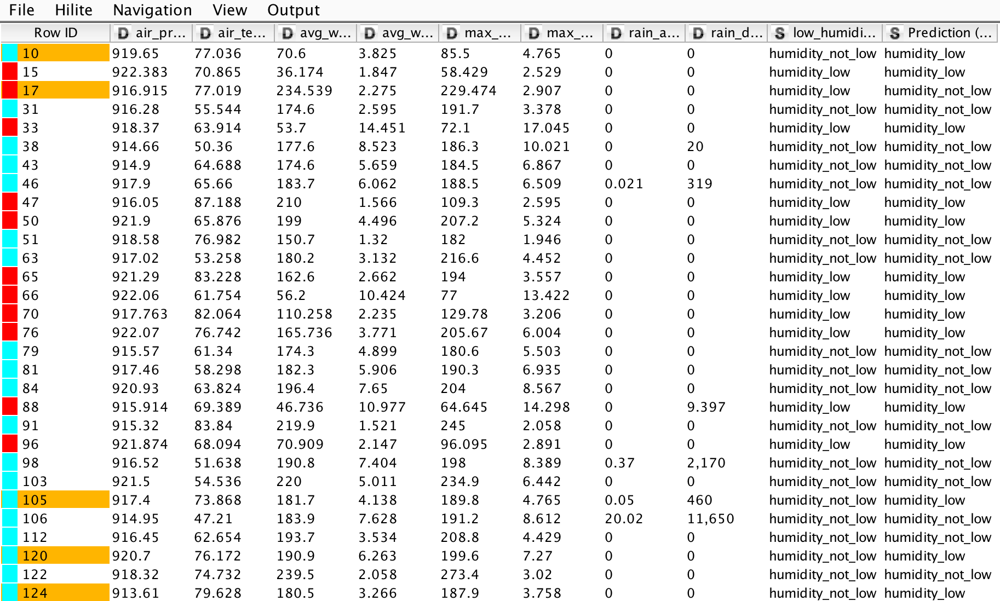 File Hilite Navigation View Output
Row ID D air_pr... D air_te... D avg_w... D avg_w... D max_... D max_... D rain_a... D rain_d... S low_humidi... S Prediction (...
10 919.65 77.036 70.6 3.825 85.5 4.765 0 0 humidity_not_low humidity_low
15 922.383 70.865 36.174 1.847 58.429 2.529 0 0 humidity_low humidity_low
17 916.915 77.019 234.539 2.275 229.474 2.907 0 0 humidity_low humidity_not_low
31 916.28 55.544 174.6 2.595 191.7 3.378 0 0 humidity_not_low humidity_not_low
33 918.37 63.914 53.7 14.451 72.1 17.045 0 0 humidity_low humidity_low
38 914.66 50.36 177.6 8.523 186.3 10.021 0 20 humidity_not_low humidity_not_low
43 914.9 64.688 174.6 5.659 184.5 6.867 0 0 humidity_not_low humidity_not_low
46 917.9 65.66 183.7 6.062 188.5 6.509 0.021 319 humidity_not_low humidity_not_low
47 916.05 87.188 210 1.566 109.3 2.595 0 0 humidity_low humidity_low
50 921.9 65.876 199 4.496 207.2 5.324 0 0 humidity_low humidity_low
51 918.58 76.982 150.7 1.32 182 1.946 0 0 humidity_not_low humidity_not_low
63 917.02 53.258 180.2 3.132 216.6 4.452 0 0 humidity_not_low humidity_not_low
65 921.29 83.228 162.6 2.662 194 3.557 0 0 humidity_low humidity_low
66 922.06 61.754 56.2 10.424 77 13.422 0 0 humidity_low humidity_low
70 917.763 82.064 110.258 2.235 129.78 3.206 0 0 humidity_low humidity_low
76 922.07 76.742 165.736 3.771 205.67 6.004 0 0 humidity_low humidity_low
79 915.57 61.34 174.3 4.899 180.6 5.503 0 0 humidity_not_low humidity_not_low
81 917.46 58.298 182.3 5.906 190.3 6.935 0 0 humidity_not_low humidity_not_low
84 920.93 63.824 196.4 7.65 204 8.567 0 0 humidity_not_low humidity_not_low
88 915.914 69.389 46.736 10.977 64.645 14.298 0 9.397 humidity_low humidity_low
91 915.32 83.84 219.9 1.521 245 2.058 0 0 humidity_not_low humidity_not_low
96 921.874 68.094 70.909 2.147 96.095 2.891 0 0 humidity_low humidity_low
98 916.52 51.638 190.8 7.404 198 8.389 0.37 2,170 humidity_not_low humidity_not_low
103 921.5 54.536 220 5.011 234.9 6.442 0 0 humidity_not_low humidity_not_low
105 917.4 73.868 181.7 4.138 189.8 4.765 0.05 460 humidity_not_low humidity_low
106 914.95 47.21 183.9 7.628 191.2 8.612 20.02 11,650 humidity_not_low humidity_not_low
112 916.45 62.654 193.7 3.534 208.8 4.429 0 0 humidity_not_low humidity_not_low
120 920.7 76.172 190.9 6.263 199.6 7.27 0 0 humidity_not_low humidity_low
122 918.32 74.732 239.5 2.058 273.4 3.02 0 0 humidity_not_low humidity_not_low
124 913.61 79.628 180.5 3.266 187.9 3.758 0 0 humidity_not_low humidity_low